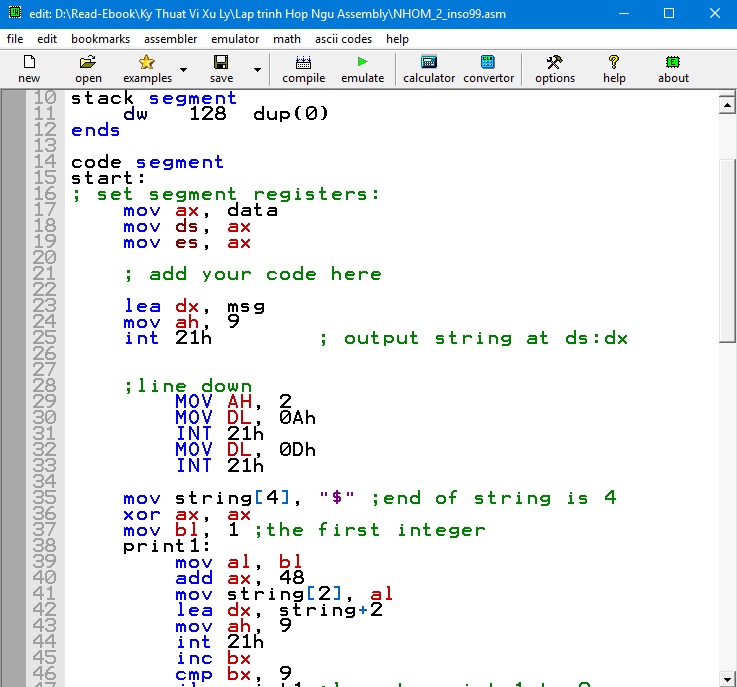 edit: D:\Read-Ebook\Ky Thuat Vi Xu Ly\Lap trinh Hop Ngu Assembly\NHOM_2_inso99.asm
file edit bookmarks assembler emulator math ascii codes help
new open examples save compile emulate calculator convertor options help about
10 stack segment
11 dw 128 dup(0)
12 ends
13
14 code segment
15 start:
16 ; set segment registers:
17 mov ax, data
18 mov ds, ax
19 mov es, ax
20
21 ; add your code here
22
23 lea dx, msg
24 mov ah, 9
25 int 21h ; output string at ds:dx
26
27
28 ;line down
29 MOV AH, 2
30 MOV DL, 0Ah
31 INT 21h
32 MOV DL, 0Dh
33 INT 21h
34
35 mov string[4], "$" ;end of string is 4
36 xor ax, ax
37 mov bl, 1 ;the first integer
38 print1:
39 mov al, bl
40 add ax, 48
41 mov string[2], al
42 lea dx, string+2
43 mov ah, 9
44 int 21h
45 inc bx
46 cmp bx, 9